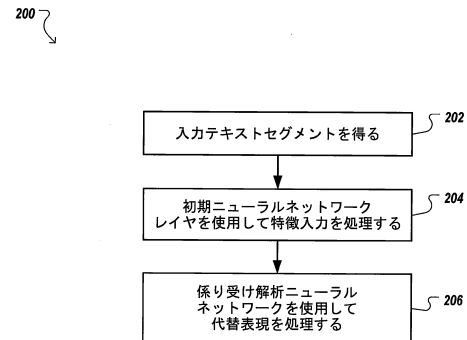 200
202
入力テキストセグメントを得る
204
初期ニューラルネットワーク
レイヤを使用して特徴入力を処理する
206
係り受け解析ニューラル
ネットワークを使用して
代替表現を処理する